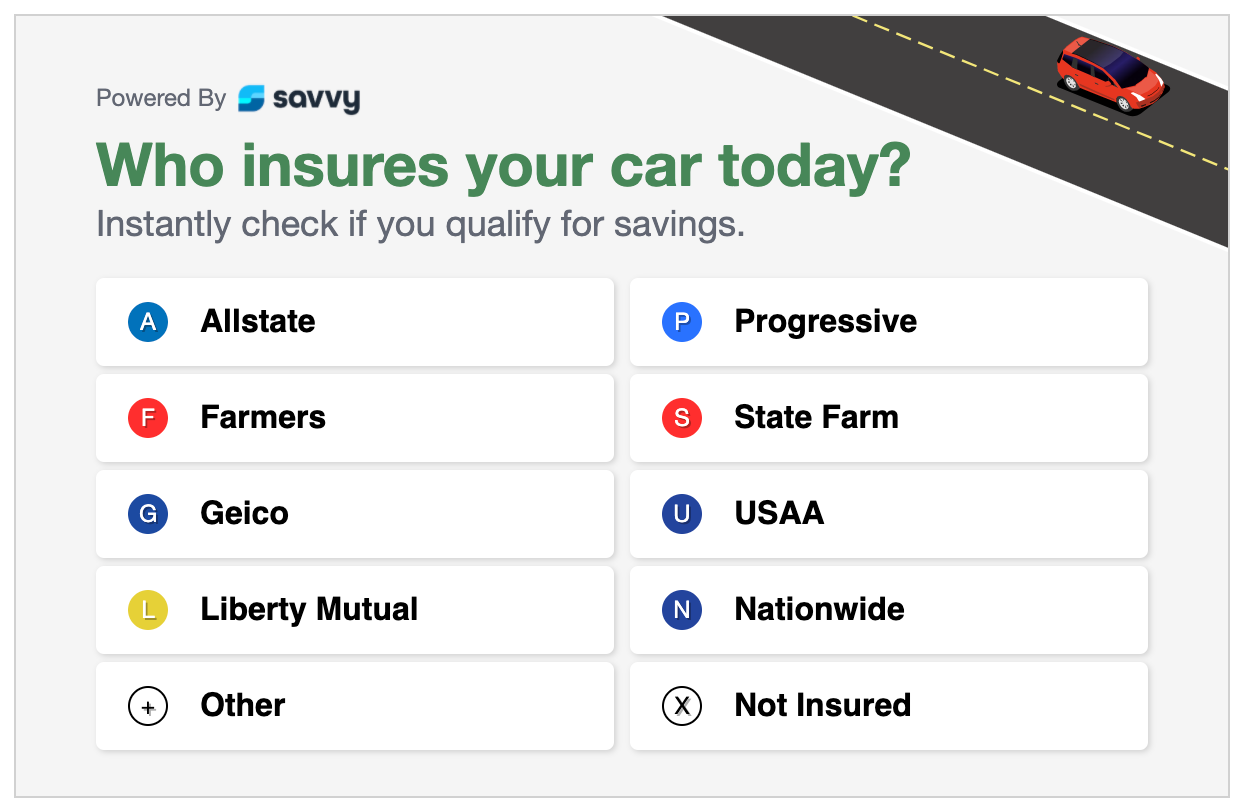 Powered By savvy
Who insures your car today?
Instantly check if you qualify for savings.
A Allstate
P Progressive
F Farmers
S State Farm
G Geico
U USAA
L Liberty Mutual
N Nationwide
+ Other
X Not Insured